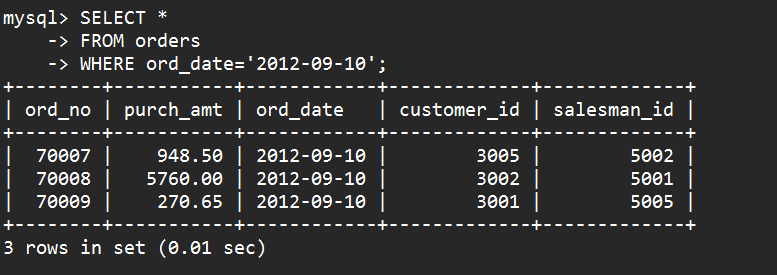 mysql> SELECT *
    -> FROM orders
    -> WHERE ord_date='2012-09-10';
+--------+-----------+------------+-------------+-------------+
| ord_no | purch_amt | ord_date   | customer_id | salesman_id |
+--------+-----------+------------+-------------+-------------+
|  70007 |    948.50 | 2012-09-10 |        3005 |        5002 |
|  70008 |   5760.00 | 2012-09-10 |        3002 |        5001 |
|  70009 |    270.65 | 2012-09-10 |        3001 |        5005 |
+--------+-----------+------------+-------------+-------------+
3 rows in set (0.01 sec)